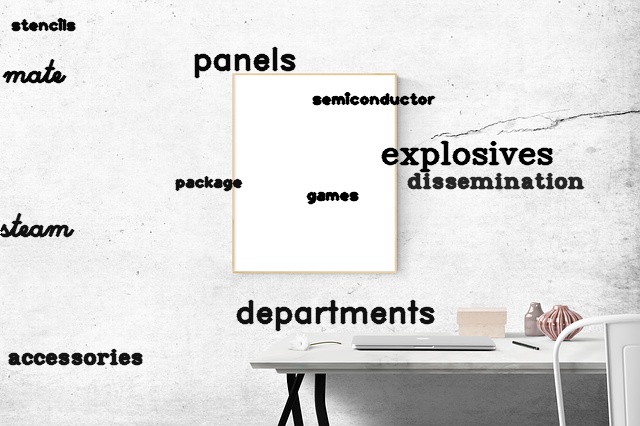 stencils
panels
mate
semiconductor
explosives
package
dissemination
games
steam
departments
accessories